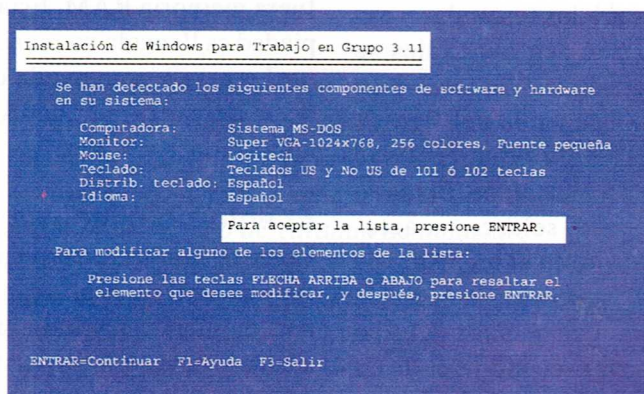 Instalación de Windows para Trabajo en Grupo 3.11
Se han detectado los siguientes componentes de software y hardware
en su sistema:
Computadora: Sistema MS-DOS
Monitor: Super VGA-1024x768, 256 colores, Fuente pequeña
Mouse: Logitech
Teclado: Teclados US y No US de 101 ó 102 teclas
Distrib. teclado: Español
Idioma: Español
Para aceptar la lista, presione ENTRAR.
Para modificar alguno de los elementos de la lista:
Presione las teclas FLECHA ARRIBA o ABAJO para resaltar el
elemento que desee modificar, y después, presione ENTRAR.
ENTRAR=Continuar F1=Ayuda F3=Salir